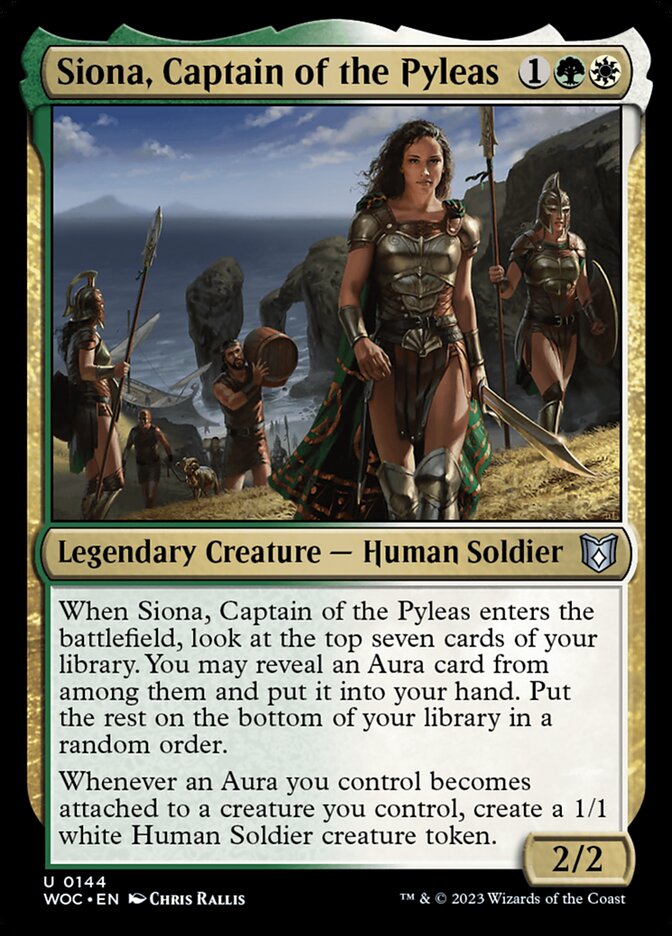 Siona, Captain of the Pyleas 1
Legendary Creature — Human Soldier
When Siona, Captain of the Pyleas enters the
battlefield, look at the top seven cards of your
library. You may reveal an Aura card from
among them and put it into your hand. Put
the rest on the bottom of your library in a
random order.
Whenever an Aura you control becomes
attached to a creature you control, create a 1/1
white Human Soldier creature token.
2/2
U 0144
WOC • EN Chris Rallis ™ & © 2023 Wizards of the Coast